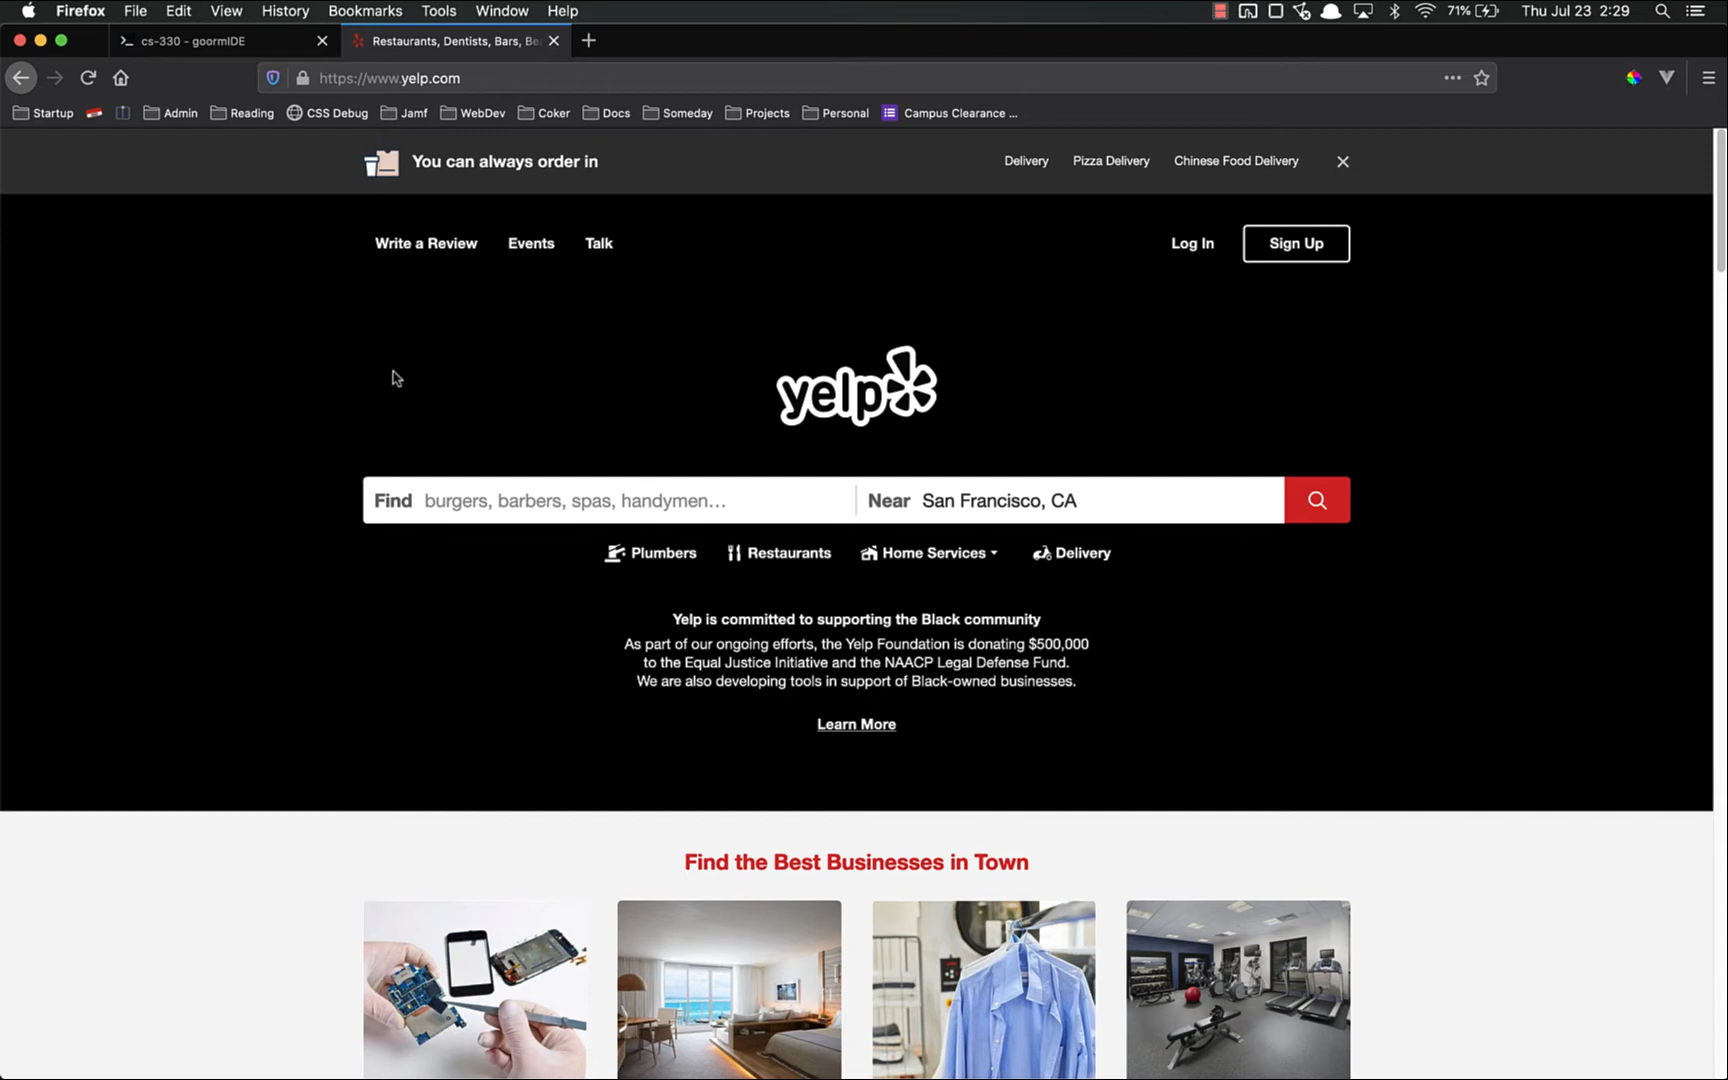 Firefox File Edit View History Bookmarks Tools Window Help 71% Thu Jul 23 2:29
cs-330 - goormIDE Restaurants, Dentists, Bars, Be
https://www.yelp.com
Startup Admin Reading CSS Debug Jamf WebDev Coker Docs Someday Projects Personal Campus Clearance ...
You can always order in Delivery Pizza Delivery Chinese Food Delivery
Write a Review Events Talk Log In Sign Up
yelp
Find burgers, barbers, spas, handymen... Near San Francisco, CA
Plumbers Restaurants Home Services Delivery
Yelp is committed to supporting the Black community
As part of our ongoing efforts, the Yelp Foundation is donating $500,000
to the Equal Justice Initiative and the NAACP Legal Defense Fund.
We are also developing tools in support of Black-owned businesses.
Learn More
Find the Best Businesses in Town